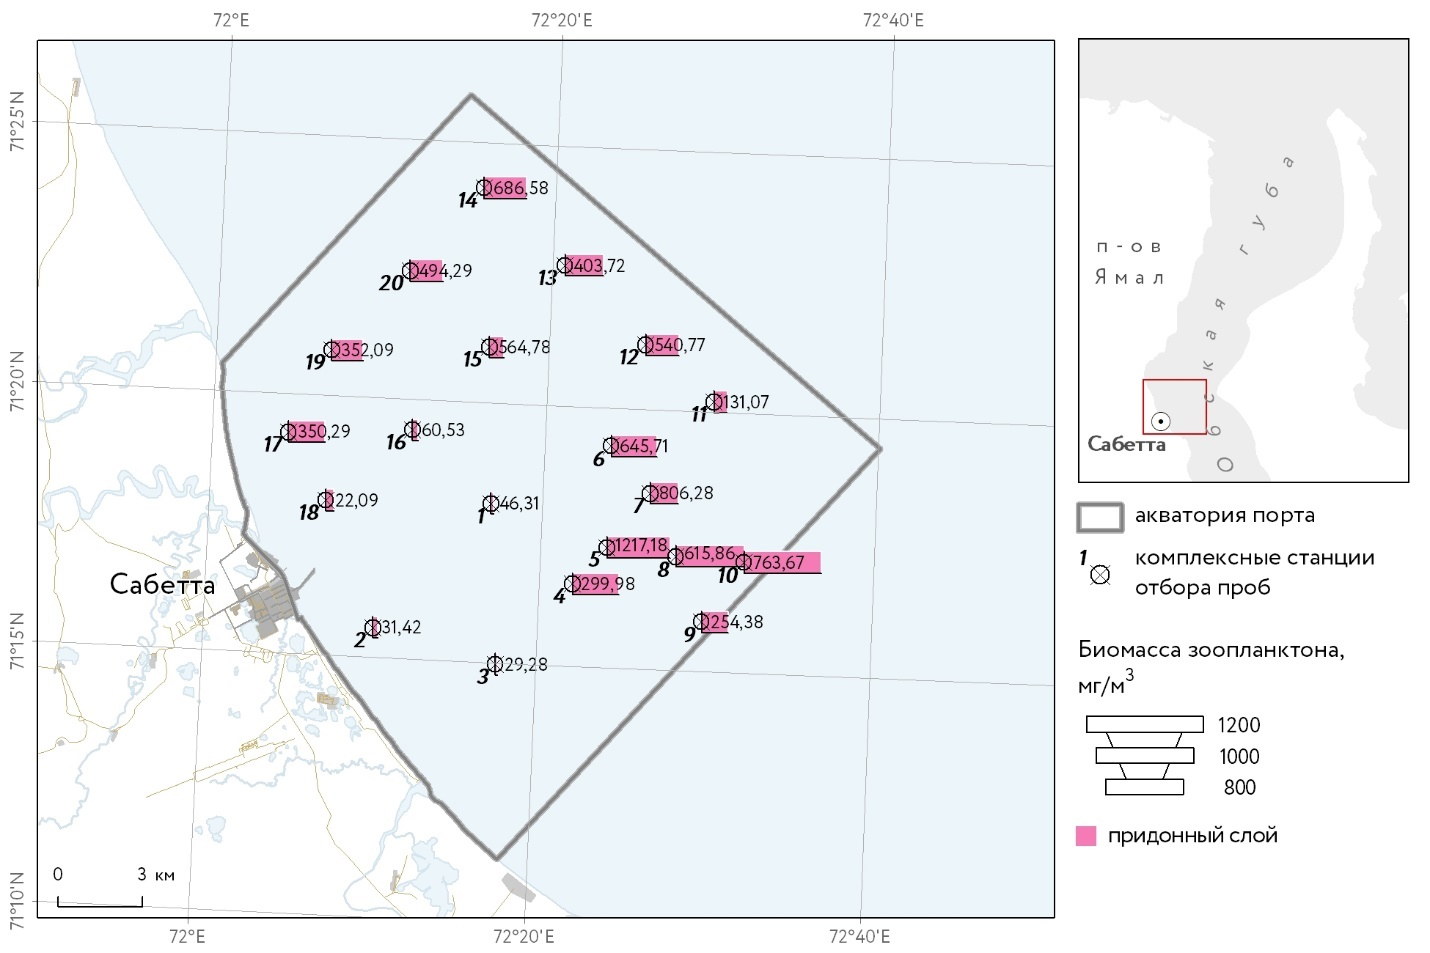 72°E
72°20'E
72°40'E
71°25'N
71°20'N
71°15'N
71°10'N
14
686,58
20
494,29
13
403,72
19
352,09
15
564,78
12
540,77
11
131,07
17
350,29
16
60,53
6
645,71
18
22,09
1
46,31
7
806,28
5
1217,18
8
615,86
10
763,67
4
299,98
2
31,42
9
254,38
3
29,28
Сабетта
0
3 км
72°E
72°20'E
72°40'E
п-ов
Ямал
Обская губа
Сабетта
акватория порта
1
комплексные станции
отбора проб
Биомасса зоопланктона,
мг/м³
1200
1000
800
придонный слой